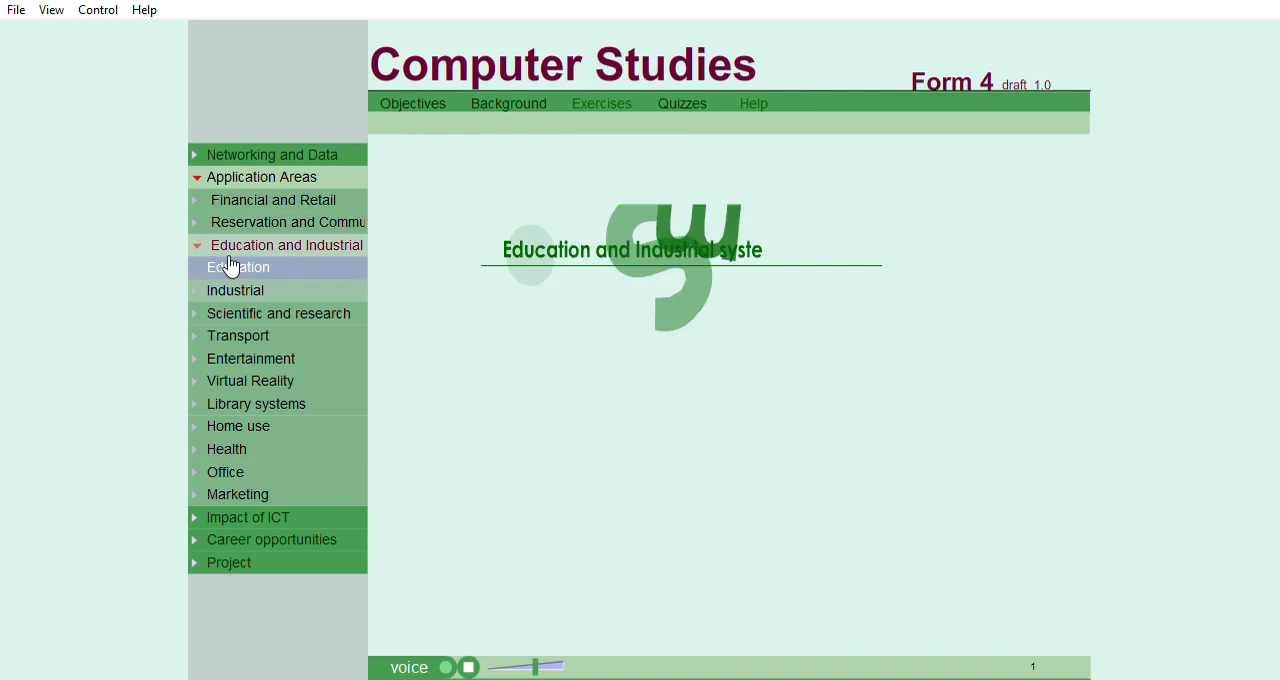 File View Control Help
Computer Studies
Form 4 draft 1.0
Objectives Background Exercises Quizzes Help
Networking and Data
Application Areas
Financial and Retail
Reservation and Commu
Education and Industrial
Education
Industrial
Scientific and research
Transport
Entertainment
Virtual Reality
Library systems
Home use
Health
Office
Marketing
Impact of ICT
Career opportunities
Project
Education and Industrial syste
voice
1